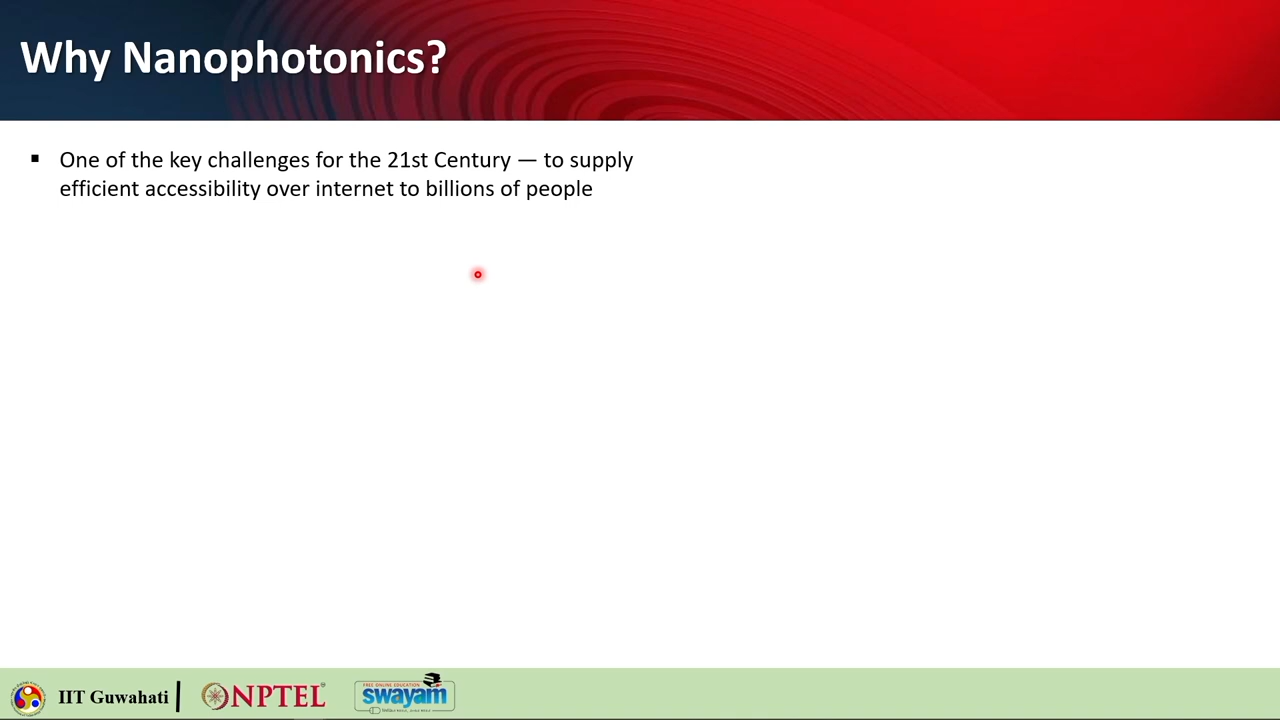 Why Nanophotonics?
▪ One of the key challenges for the 21st Century — to supply
efficient accessibility over internet to billions of people
IIT Guwahati
NPTEL
FREE ONLINE EDUCATION
swayam